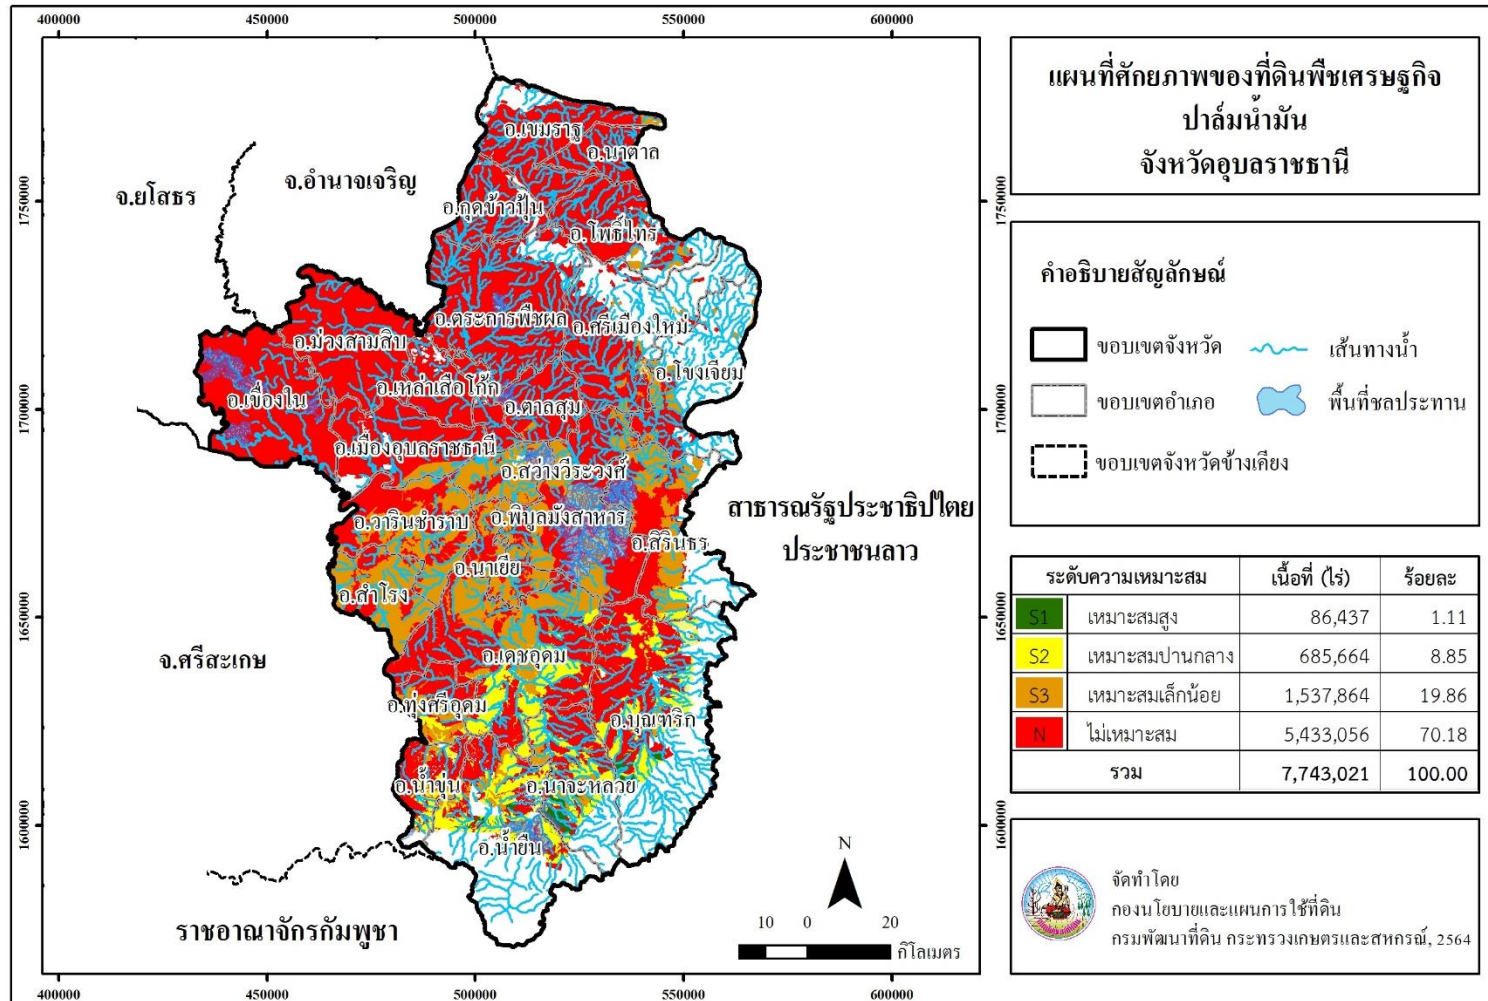 400000 450000 500000 550000 600000
แผนที่ศักยภาพของที่ดินพืชเศรษฐกิจ
ปาล์มน้ำมัน
จังหวัดอุบลราชธานี
คำอธิบายสัญลักษณ์
ขอบเขตจังหวัด
เส้นทางน้ำ
ขอบเขตอำเภอ
พื้นที่ชลประทาน
ขอบเขตจังหวัดข้างเคียง
ระดับความเหมาะสม เนื้อที่ (ไร่) ร้อยละ
S1 เหมาะสมสูง 86,437 1.11
S2 เหมาะสมปานกลาง 685,664 8.85
S3 เหมาะสมเล็กน้อย 1,537,864 19.86
N ไม่เหมาะสม 5,433,056 70.18
รวม 7,743,021 100.00
จัดทำโดย
กองนโยบายและแผนการใช้ที่ดิน
กรมพัฒนาที่ดิน กระทรวงเกษตรและสหกรณ์, 2564
1750000
1700000
1650000
1600000
1750000
1700000
1650000
1600000
จ.ยโสธร
จ.อำนาจเจริญ
อ.เขมราฐ
อ.นาตาล
อ.กุดข้าวปุ้น
อ.โพธิ์ไทร
อ.ตระการพืชผล
อ.ศรีเมืองใหม่
อ.ม่วงสามสิบ
อ.โขงเจียม
อ.เหล่าเสือโก้ก
อ.เขื่องใน
อ.ตาลสุม
อ.เมืองอุบลราชธานี
อ.สว่างวีระวงศ์
อ.วารินชำราบ
อ.พิบูลมังสาหาร
อ.สิรินธร
สาธารณรัฐประชาธิปไตย
ประชาชนลาว
อ.นาเยีย
อ.สำโรง
จ.ศรีสะเกษ
อ.เดชอุดม
อ.ทุ่งศรีอุดม
อ.บุณฑริก
อ.น้ำขุ่น
อ.นาจะหลวย
อ.น้ำยืน
ราชอาณาจักรกัมพูชา
N
10 0 20
กิโลเมตร
400000 450000 500000 550000 600000